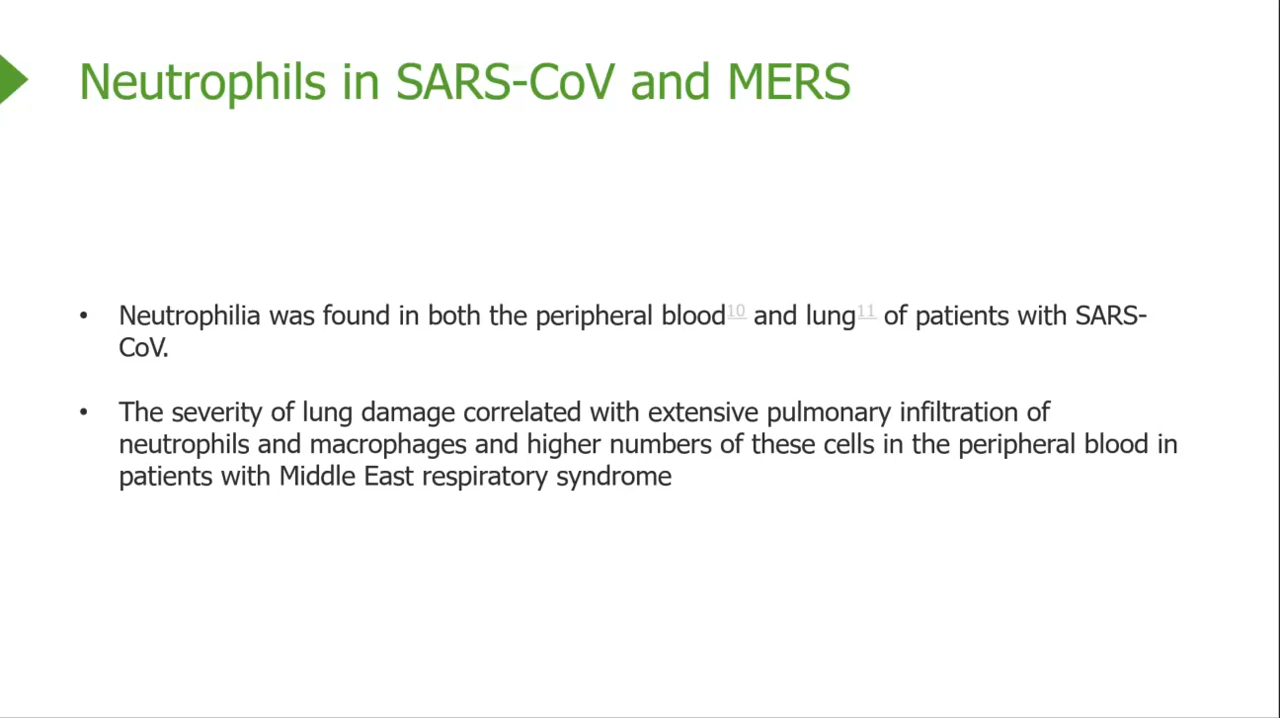 Neutrophils in SARS-CoV and MERS
• Neutrophilia was found in both the peripheral blood10 and lung11 of patients with SARS-
CoV.
• The severity of lung damage correlated with extensive pulmonary infiltration of
neutrophils and macrophages and higher numbers of these cells in the peripheral blood in
patients with Middle East respiratory syndrome